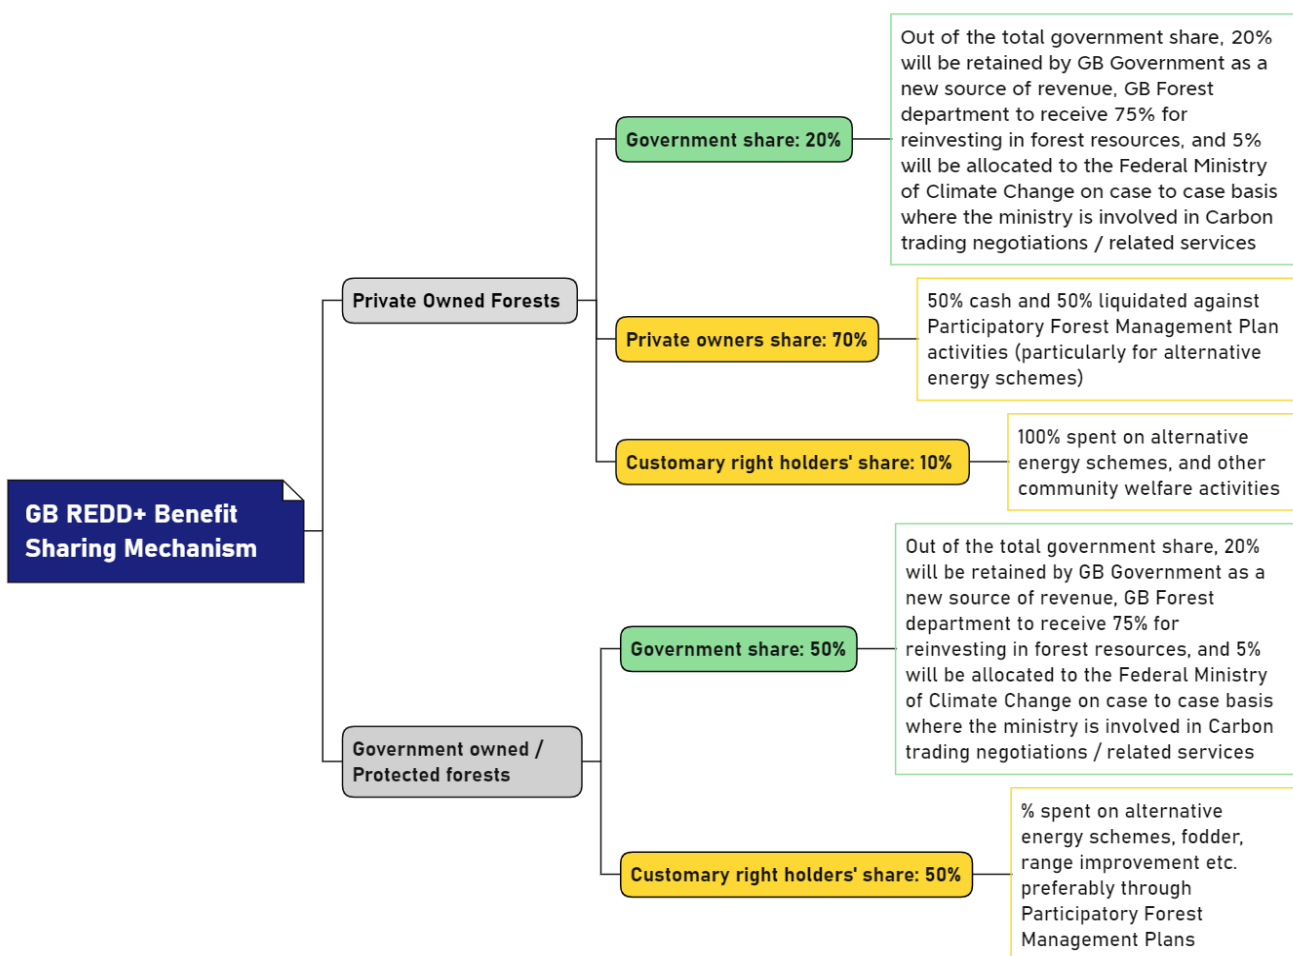 GB REDD+ Benefit
Sharing Mechanism
Private Owned Forests
Government share: 20%
Out of the total government share, 20%
will be retained by GB Government as a
new source of revenue, GB Forest
department to receive 75% for
reinvesting in forest resources, and 5%
will be allocated to the Federal Ministry
of Climate Change on case to case basis
where the ministry is involved in Carbon
trading negotiations / related services
Private owners share: 70%
50% cash and 50% liquidated against
Participatory Forest Management Plan
activities (particularly for alternative
energy schemes)
Customary right holders' share: 10%
100% spent on alternative
energy schemes, and other
community welfare activities
Government owned /
Protected forests
Government share: 50%
Out of the total government share, 20%
will be retained by GB Government as a
new source of revenue, GB Forest
department to receive 75% for
reinvesting in forest resources, and 5%
will be allocated to the Federal Ministry
of Climate Change on case to case basis
where the ministry is involved in Carbon
trading negotiations / related services
Customary right holders' share: 50%
% spent on alternative
energy schemes, fodder,
range improvement etc.
preferably through
Participatory Forest
Management Plans